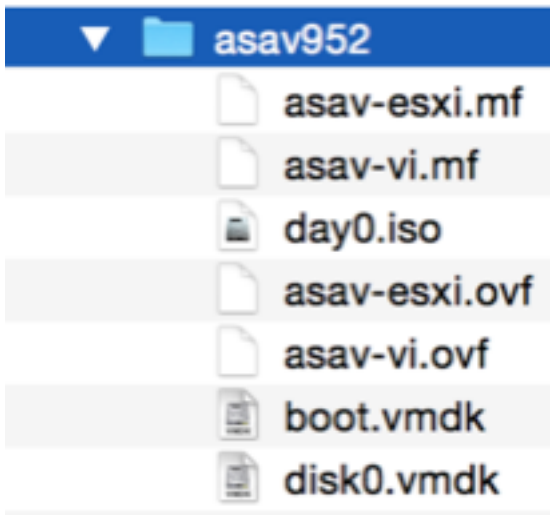 asav952
asav-esxi.mf
asav-vi.mf
day0.iso
asav-esxi.ovf
asav-vi.ovf
boot.vmdk
disk0.vmdk